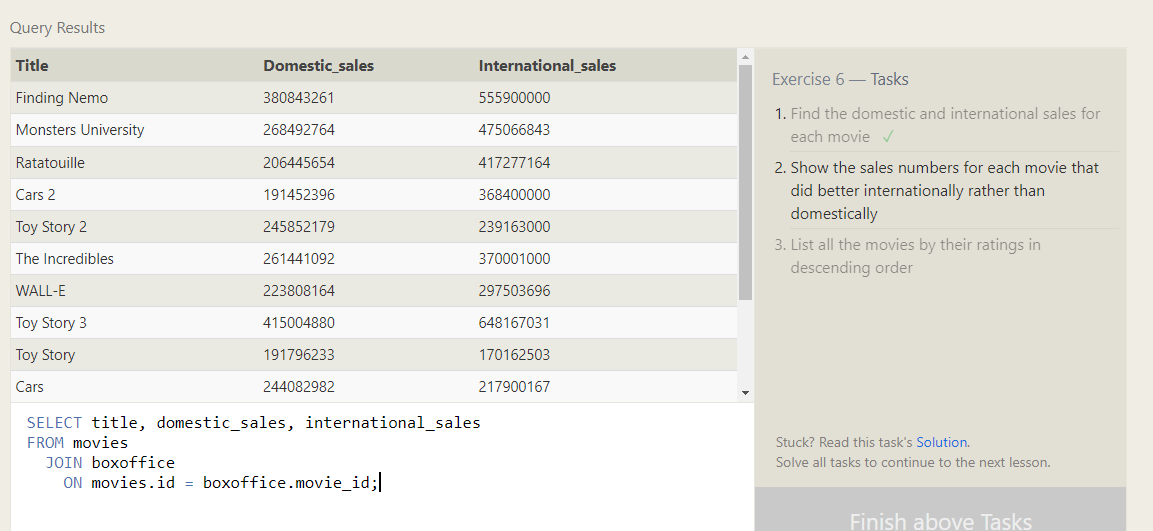 Query Results
Title Domestic_sales International_sales
Finding Nemo 380843261 555900000
Monsters University 268492764 475066843
Ratatouille 206445654 417277164
Cars 2 191452396 368400000
Toy Story 2 245852179 239163000
The Incredibles 261441092 370001000
WALL-E 223808164 297503696
Toy Story 3 415004880 648167031
Toy Story 191796233 170162503
Cars 244082982 217900167
SELECT title, domestic_sales, international_sales
FROM movies
JOIN boxoffice
ON movies.id = boxoffice.movie_id;
Exercise 6 — Tasks
1. Find the domestic and international sales for
each movie ✓
2. Show the sales numbers for each movie that
did better internationally rather than
domestically
3. List all the movies by their ratings in
descending order
Stuck? Read this task's Solution.
Solve all tasks to continue to the next lesson.
Finish above Tasks